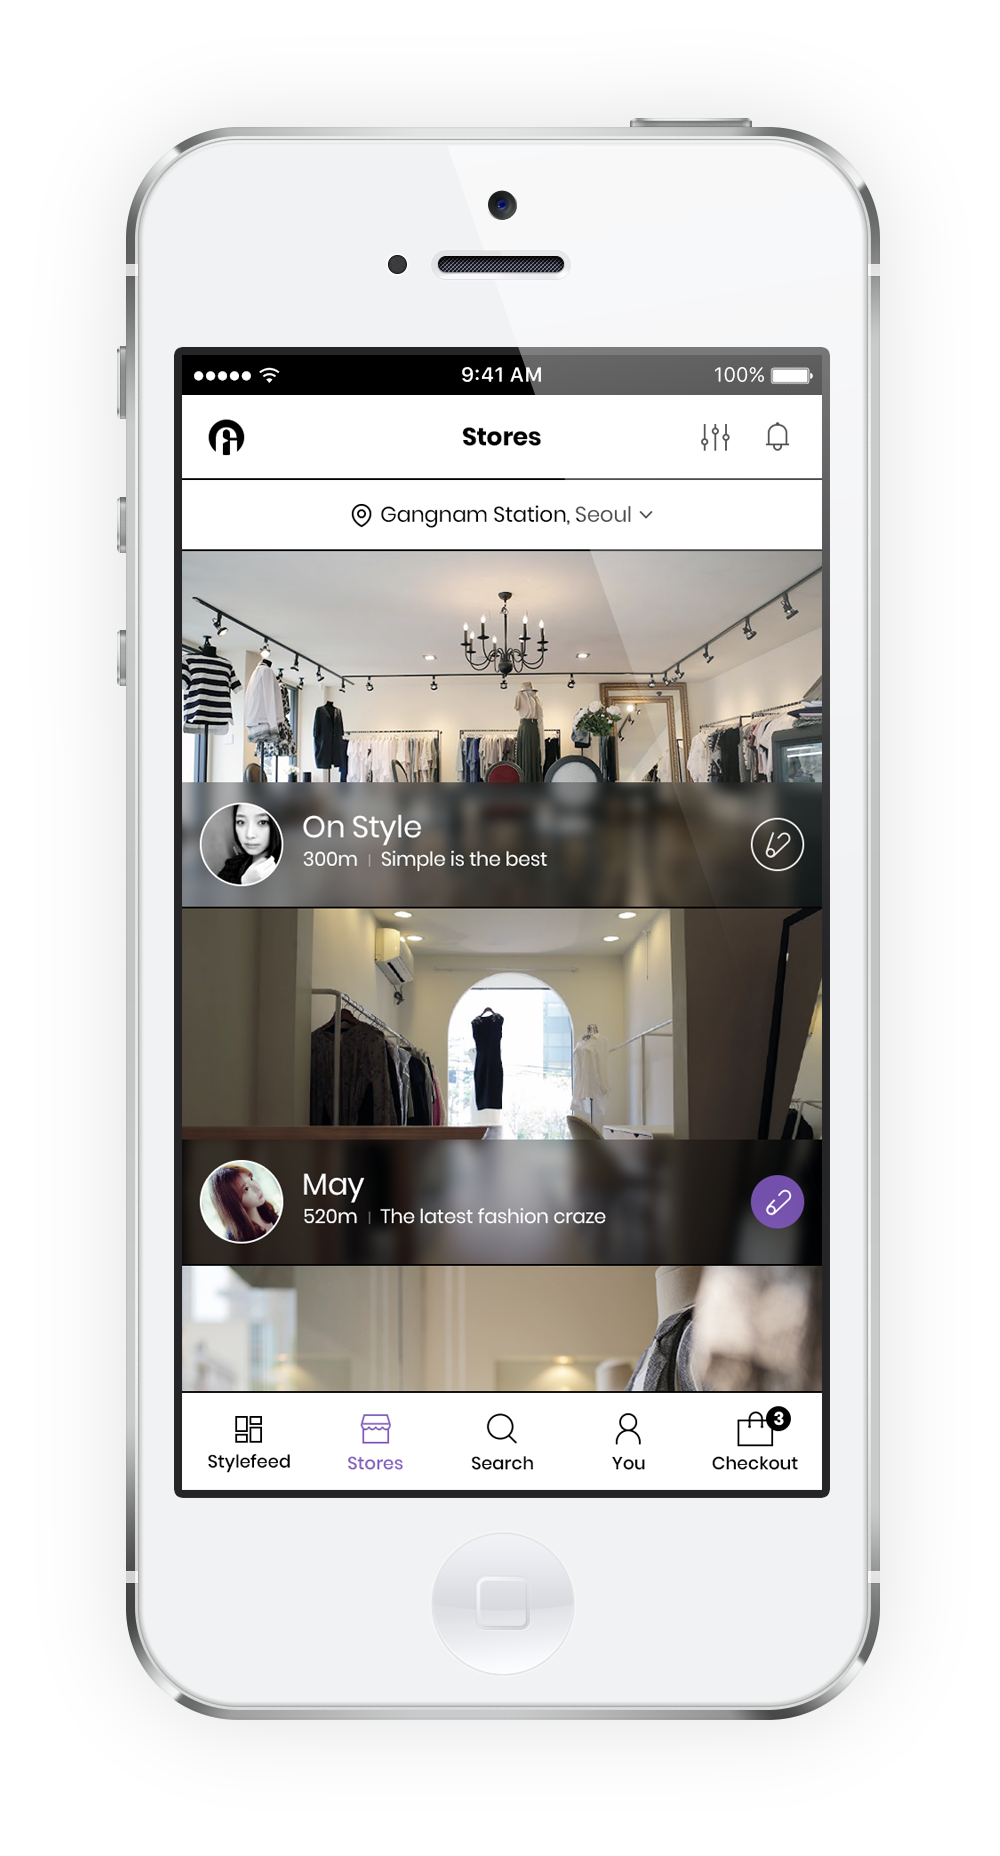 9:41 AM
100%
Stores
Gangnam Station, Seoul
On Style
300m | Simple is the best
May
520m | The latest fashion craze
3
Stylefeed Stores Search You Checkout